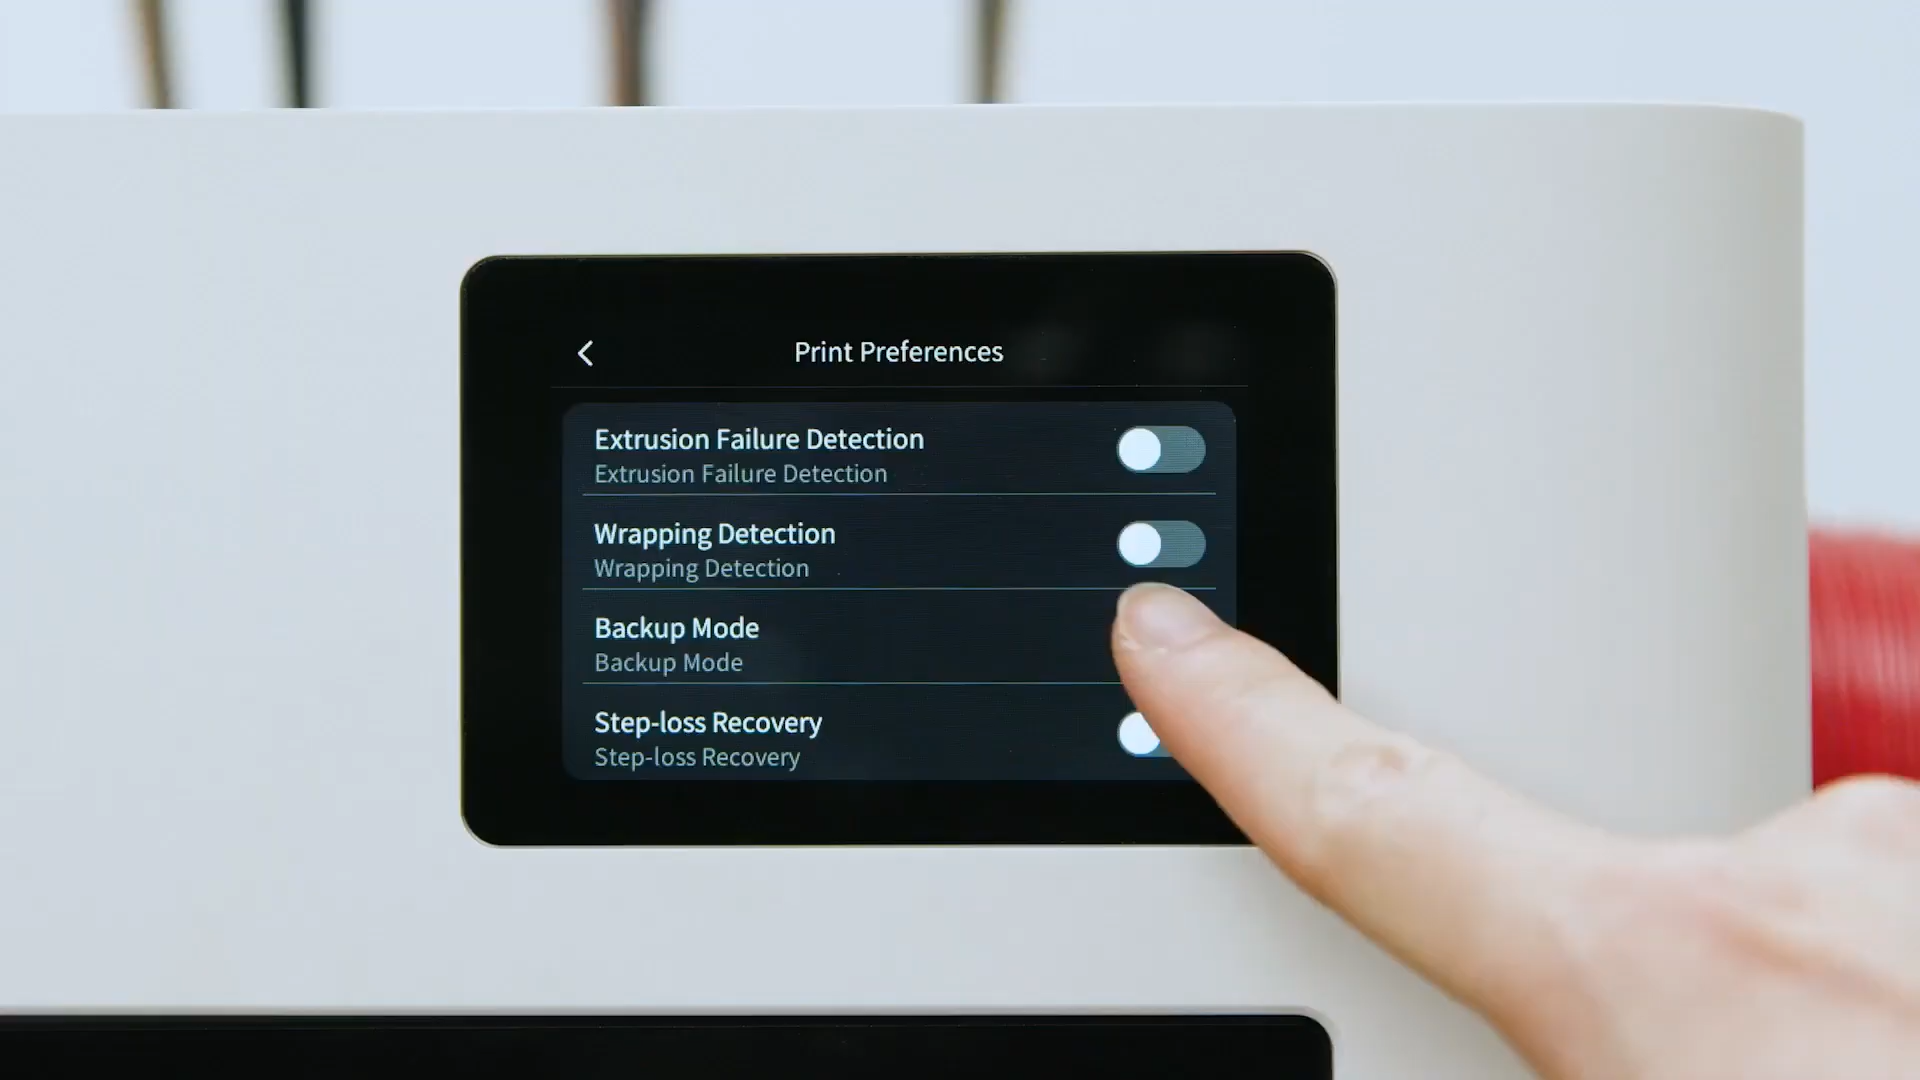 Print Preferences
Extrusion Failure Detection
Extrusion Failure Detection
Wrapping Detection
Wrapping Detection
Backup Mode
Backup Mode
Step-loss Recovery
Step-loss Recovery